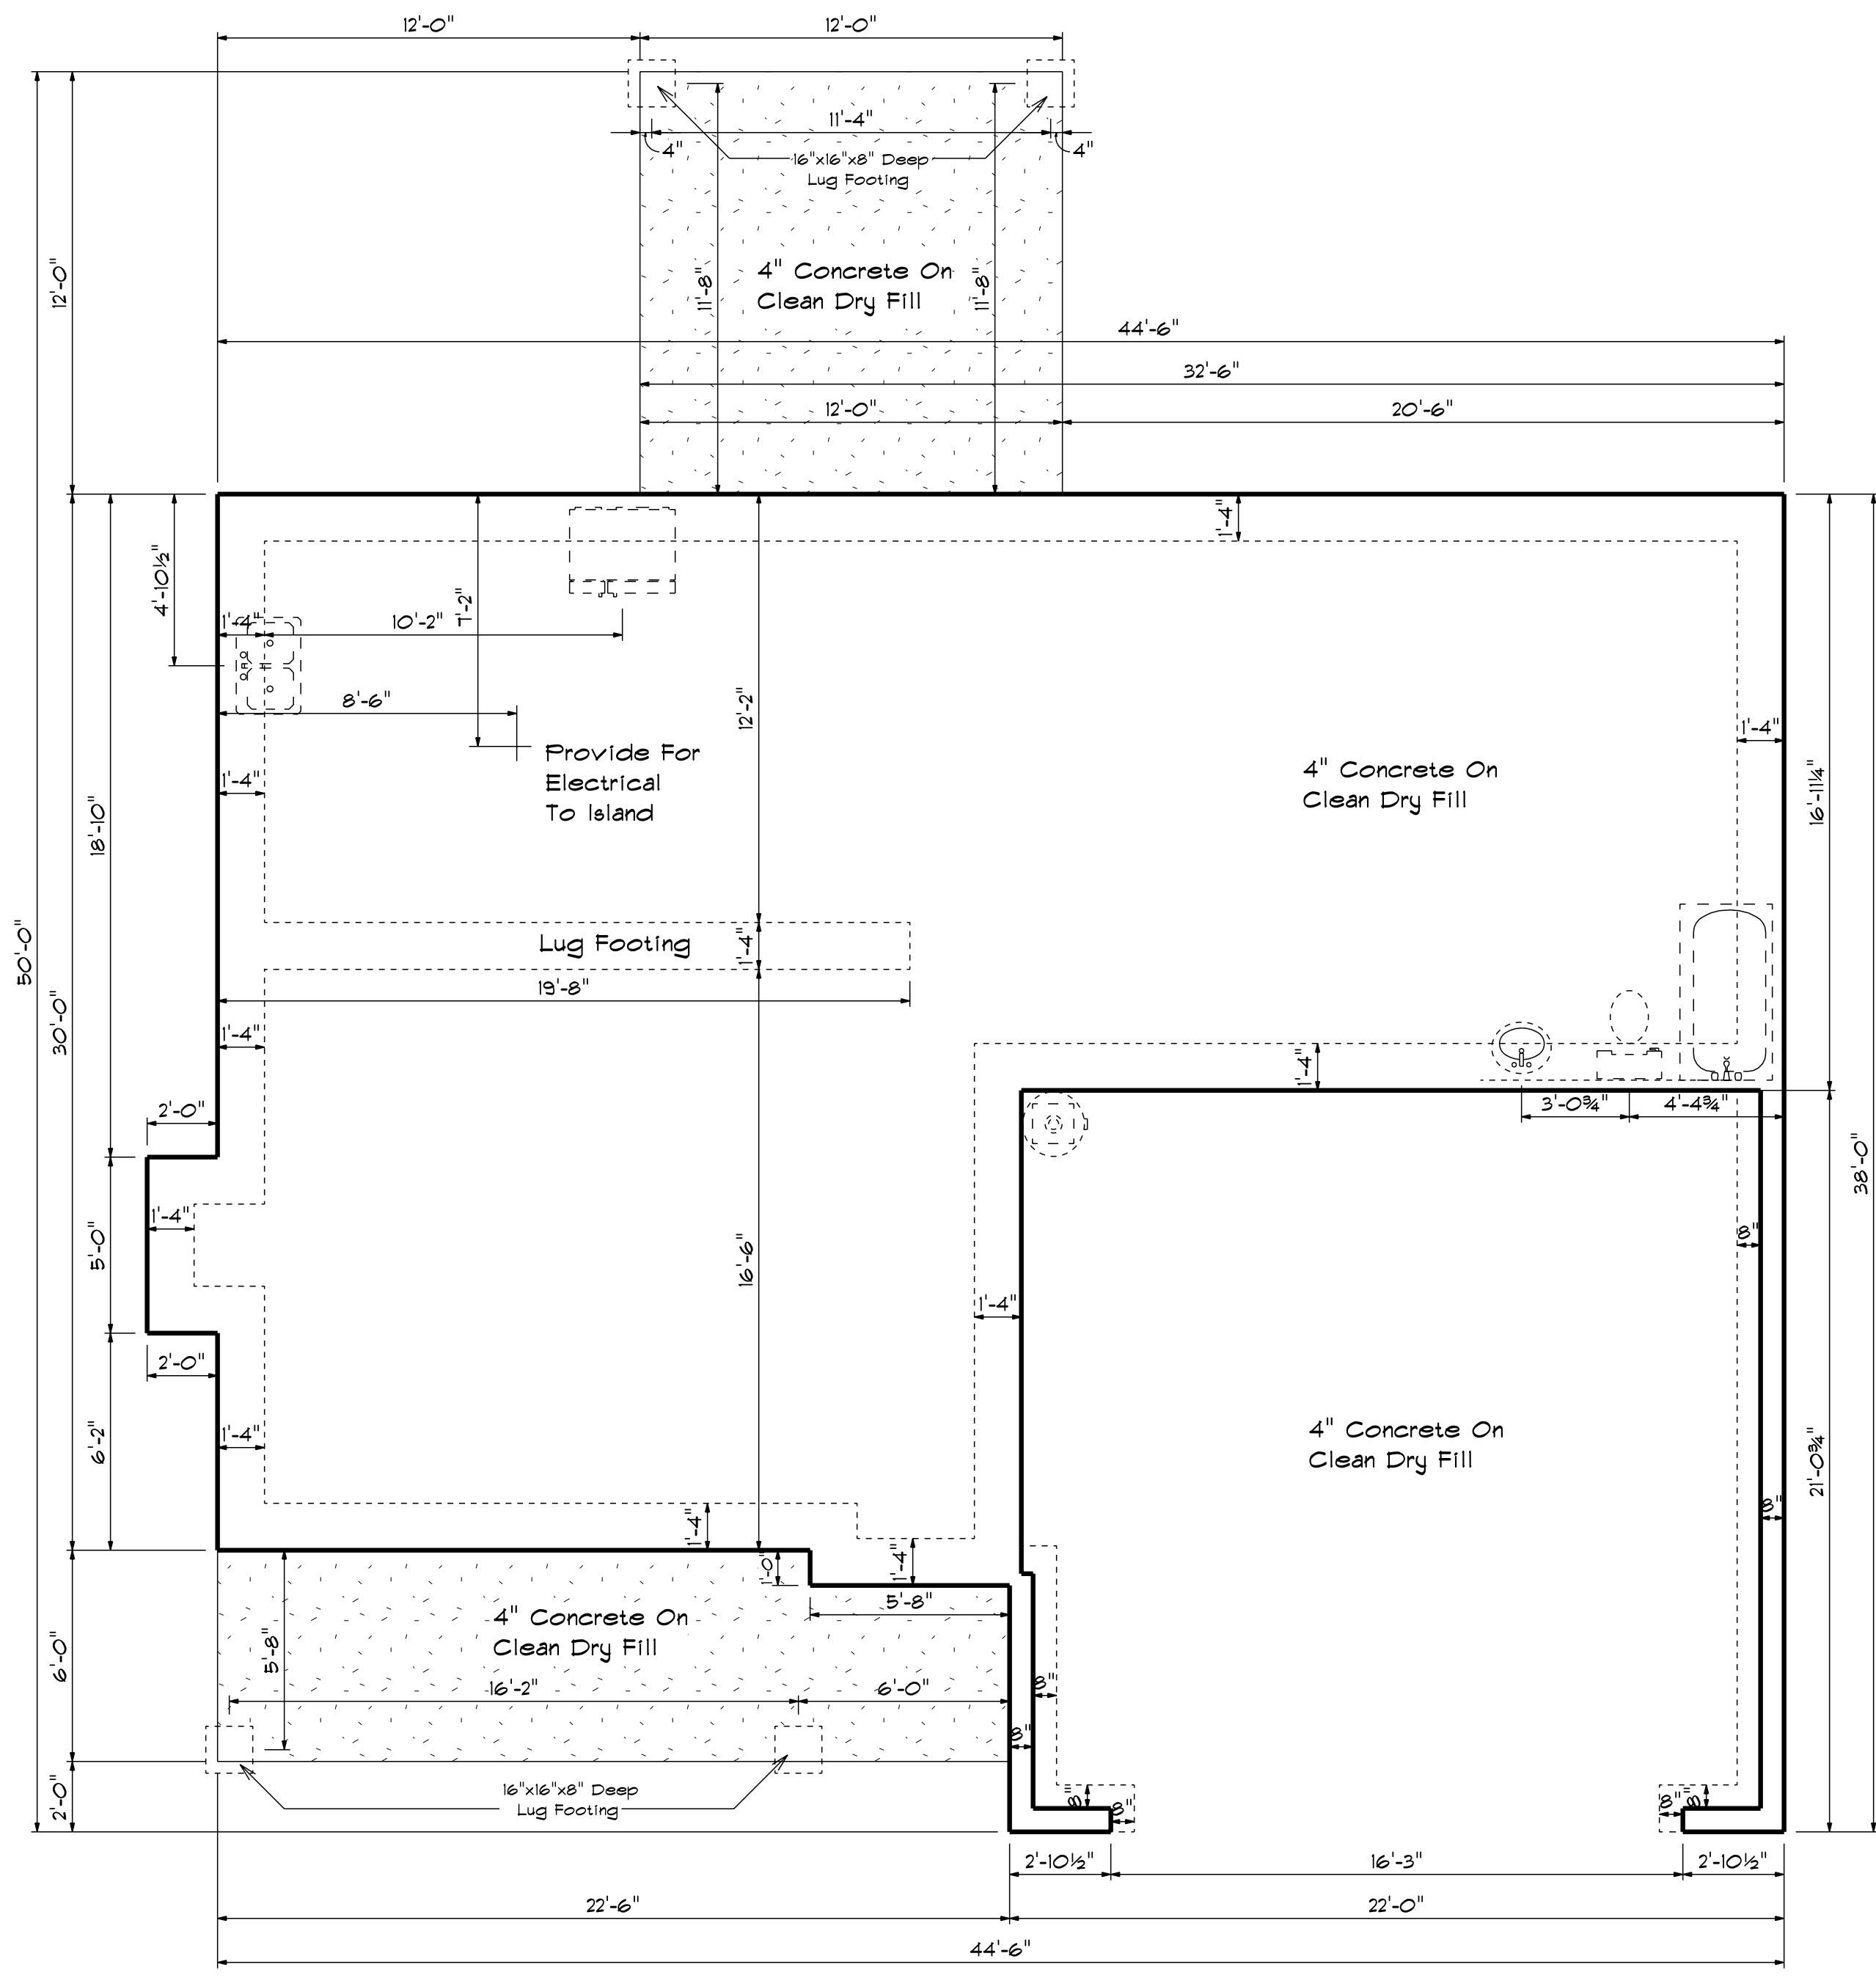 12'-0" 12'-0"
11'-4"
4" 4"
16"x16"x8" Deep
Lug Footing
12'-0"
11'-8" 11'-8"
4" Concrete On
Clean Dry Fill
44'-6"
32'-6"
12'-0" 20'-6"
1'-4"
4'-10½"
7'-2"
1'-4" 10'-2"
8'-6"
12'-2"
1'-4"
Provide For
Electrical
To Island
1'-4"
4" Concrete On
Clean Dry Fill
16'-11¼"
18'-10"
50'-0"
30'-0"
Lug Footing
1'-4"
19'-8"
1'-4"
1'-4"
2'-0"
3'-0¾" 4'-4¾"
38'-0"
1'-4"
5'-0"
16'-6"
8"
1'-4"
2'-0"
6'-2"
1'-4"
4" Concrete On
Clean Dry Fill
21'-0¾"
8"
1'-4"
1'-0"
1'-4"
5'-8"
4" Concrete On
Clean Dry Fill
6'-0"
5'-8"
16'-2" 6'-0"
8"
8"
16"x16"x8" Deep
Lug Footing
2'-0"
8" 8" 8" 8"
2'-10½" 16'-3" 2'-10½"
22'-6" 22'-0"
44'-6"